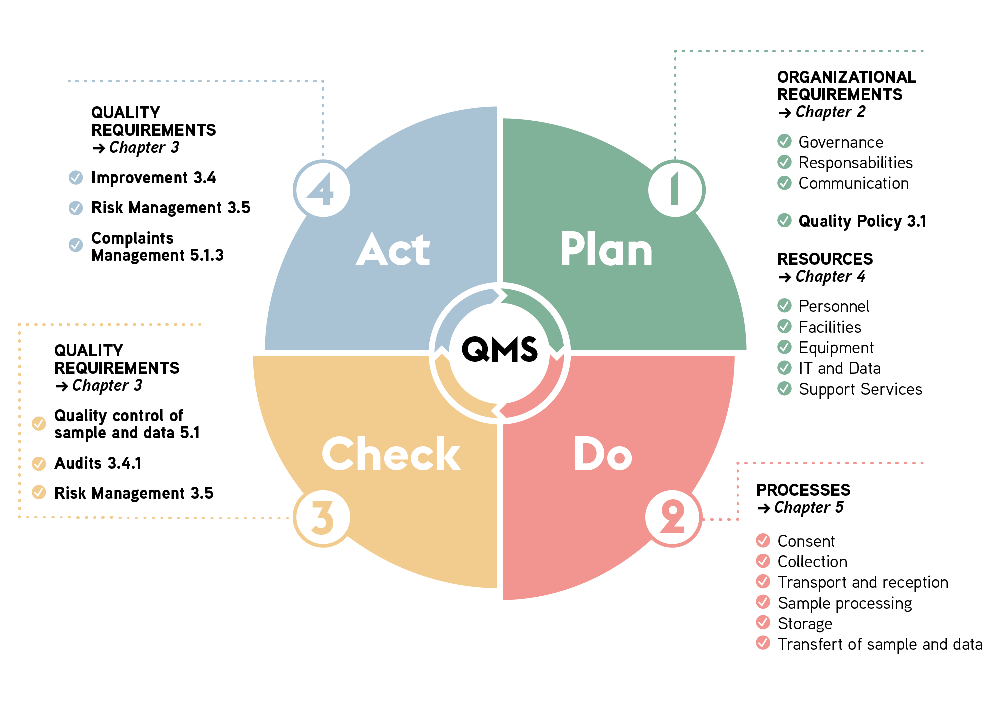 QUALITY
REQUIREMENTS
→ Chapter 3
Improvement 3.4
Risk Management 3.5
Complaints
Management 5.1.3
4
Act
ORGANIZATIONAL
REQUIREMENTS
→ Chapter 2
Governance
Responsabilities
Communication
Quality Policy 3.1
RESOURCES
→ Chapter 4
Personnel
Facilities
Equipment
IT and Data
Support Services
1
Plan
QMS
QUALITY
REQUIREMENTS
→ Chapter 3
Quality control of
sample and data 5.1
Audits 3.4.1
Risk Management 3.5
3
Check
Do
2
PROCESSES
→ Chapter 5
Consent
Collection
Transport and reception
Sample processing
Storage
Transfert of sample and data